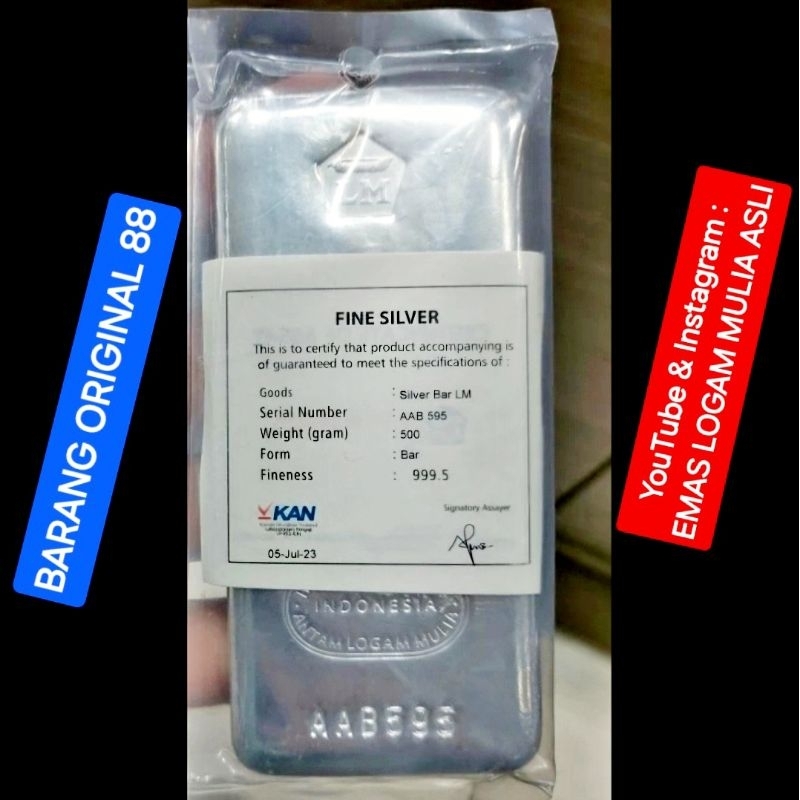 LM
BARANG ORIGINAL 88
YouTube & Instagram :
EMAS LOGAM MULIA ASLI
FINE SILVER
This is to certify that product accompanying is
of guaranteed to meet the specifications of :
Goods : Silver Bar LM
Serial Number : AAB 595
Weight (gram) : 500
Form : Bar
Fineness : 999.5
KAN
Signatory Assayer
05-Jul-23
INDONESIA
ANTAM LOGAM MULIA
AAB595